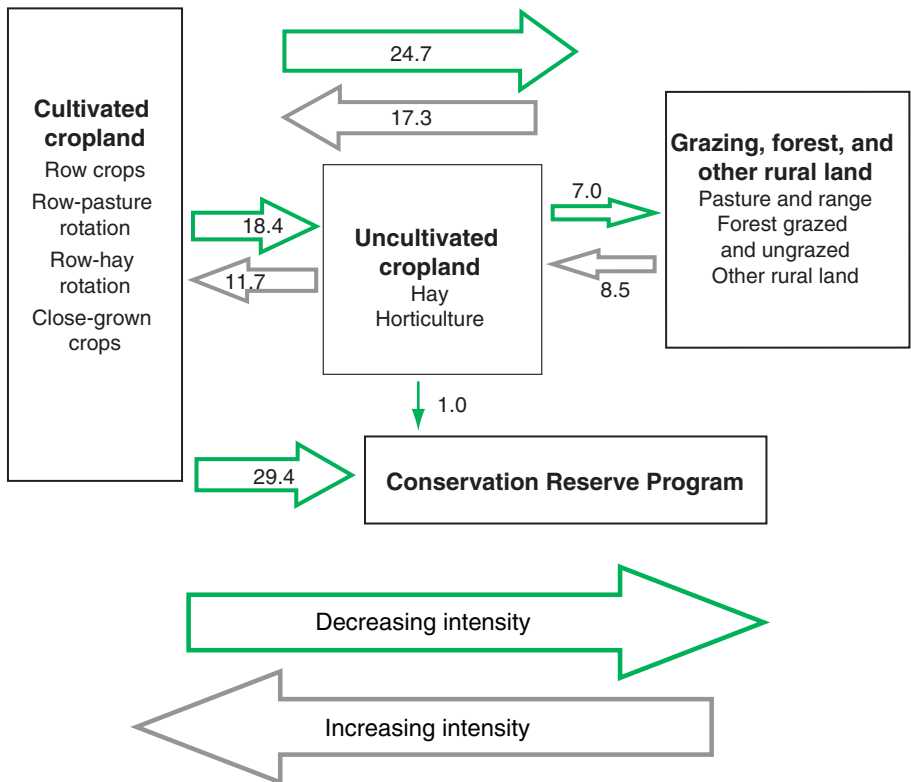 24.7
17.3
Cultivated
cropland
Row crops
Row-pasture
rotation
Row-hay
rotation
Close-grown
crops
18.4
11.7
Uncultivated
cropland
Hay
Horticulture
7.0
8.5
Grazing, forest, and
other rural land
Pasture and range
Forest grazed
and ungrazed
Other rural land
1.0
29.4
Conservation Reserve Program
Decreasing intensity
Increasing intensity